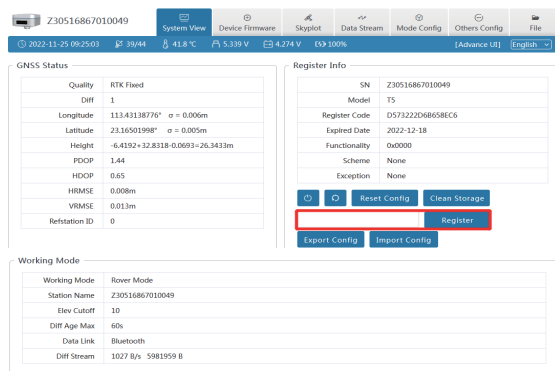 Z30516867010049 System View Device Firmware Skyplot Data Stream Mode Config Others Config File
2022-11-25 09:25:03 39/44 41.8 °C 5.339 V 4.274 V 100% [Advance UI] English
GNSS Status
Quality RTK Fixed
Diff 1
Longitude 113.43138776° σ = 0.006m
Latitude 23.16501998° σ = 0.005m
Height -6.4192+32.8318-0.0693=26.3433m
PDOP 1.44
HDOP 0.65
HRMSE 0.008m
VRMSE 0.013m
Refstation ID 0
Register Info
SN Z30516867010049
Model T5
Register Code D573222D6B658EC6
Expired Date 2022-12-18
Functionality 0x0000
Scheme None
Exception None
Reset Config Clean Storage
Register
Export Config Import Config
Working Mode
Working Mode Rover Mode
Station Name Z30516867010049
Elev Cutoff 10
Diff Age Max 60s
Data Link Bluetooth
Diff Stream 1027 B/s 5981959 B